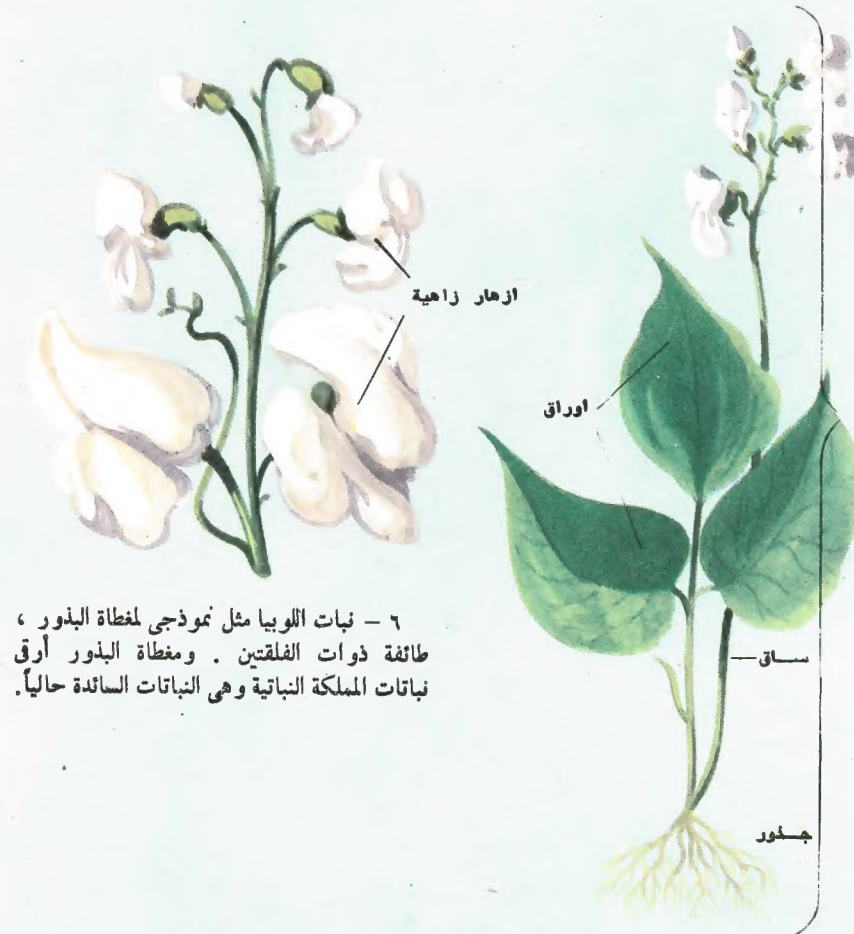 ازهار زاهية
اوراق
٦ – نبات اللوبيا مثل نموذجى لمغطاة البذور ،
طائفة ذوات الفلقتين . ومغطاة البذور أرقى
نباتات المملكة النباتية وهى النباتات السائدة حالياً.
ساق
جذور